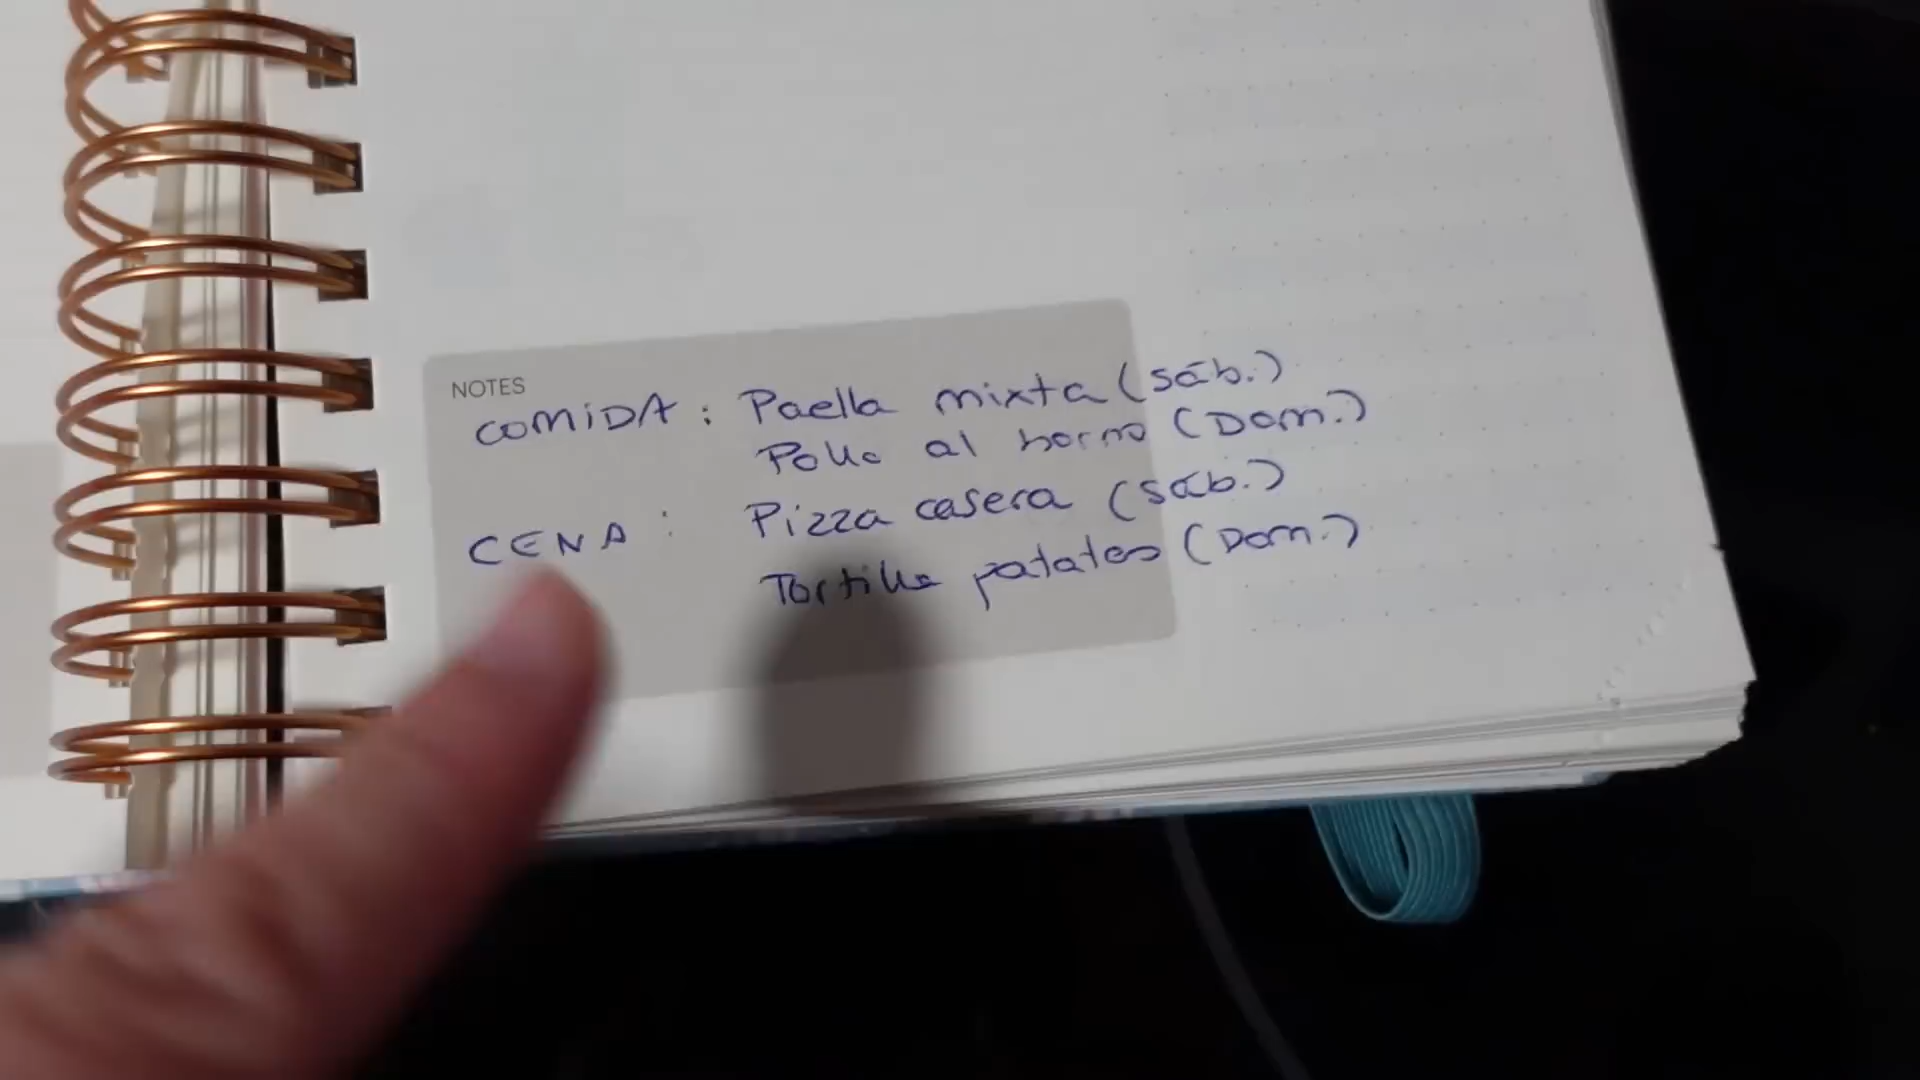 NOTES
COMIDA : Paella mixta (sáb.)
Pollo al horno (Dom.)
CENA : Pizza casera (sáb.)
Tortilla patatas (Dom.)